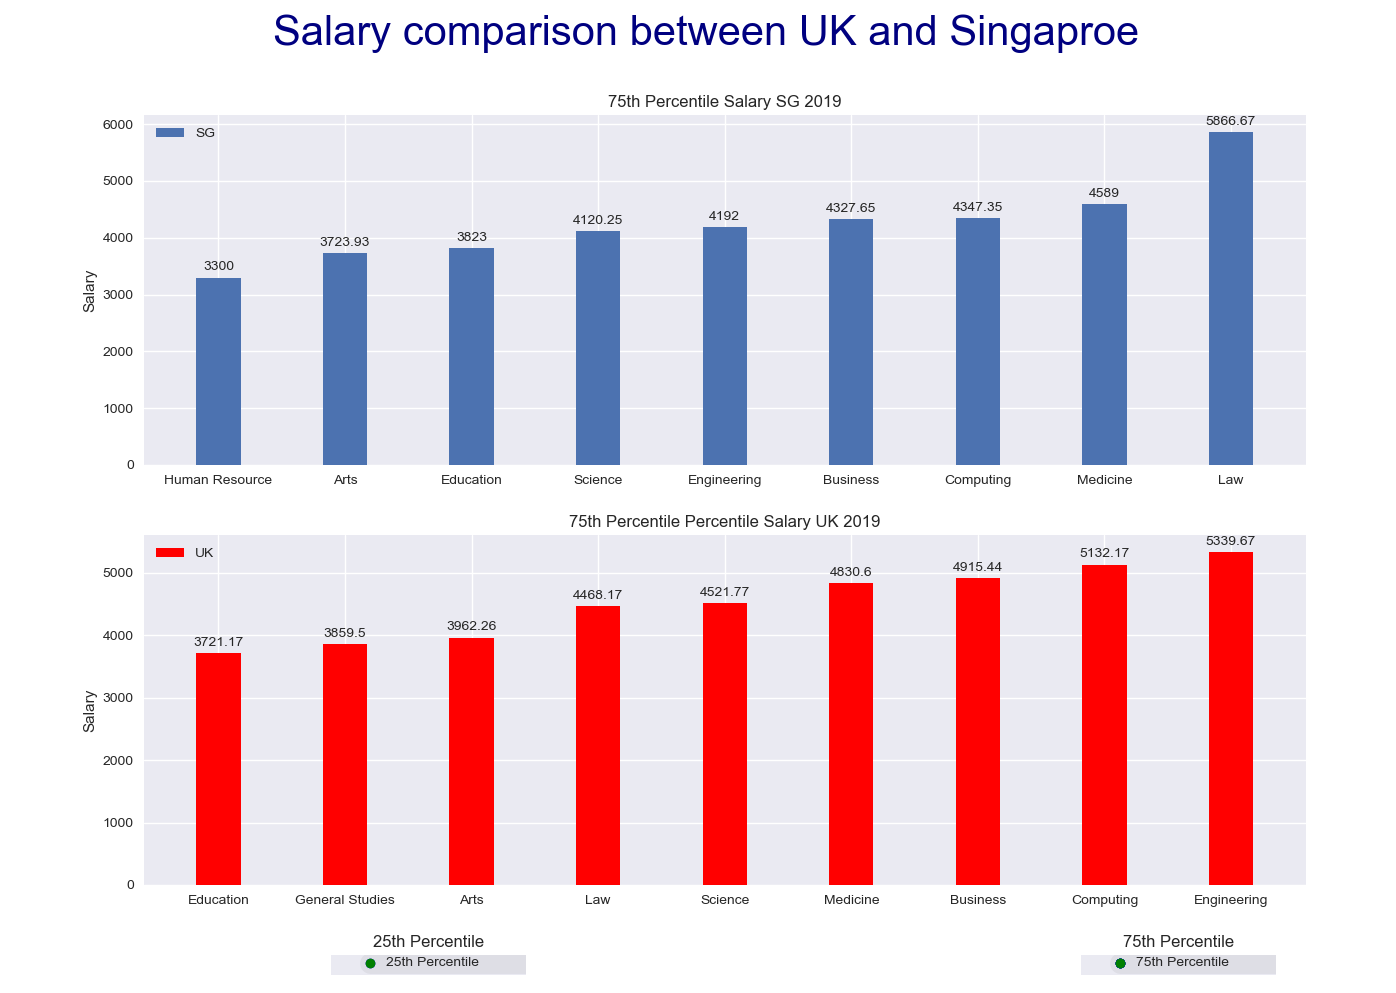 Salary comparison between UK and Singaproe
75th Percentile Salary SG 2019
SG
Salary
6000
5000
4000
3000
2000
1000
0
3300
3723.93
3823
4120.25
4192
4327.65
4347.35
4589
5866.67
Human Resource Arts Education Science Engineering Business Computing Medicine Law
75th Percentile Percentile Salary UK 2019
UK
Salary
5000
4000
3000
2000
1000
0
3721.17
3859.5
3962.26
4468.17
4521.77
4830.6
4915.44
5132.17
5339.67
Education General Studies Arts Law Science Medicine Business Computing Engineering
25th Percentile
25th Percentile
75th Percentile
75th Percentile